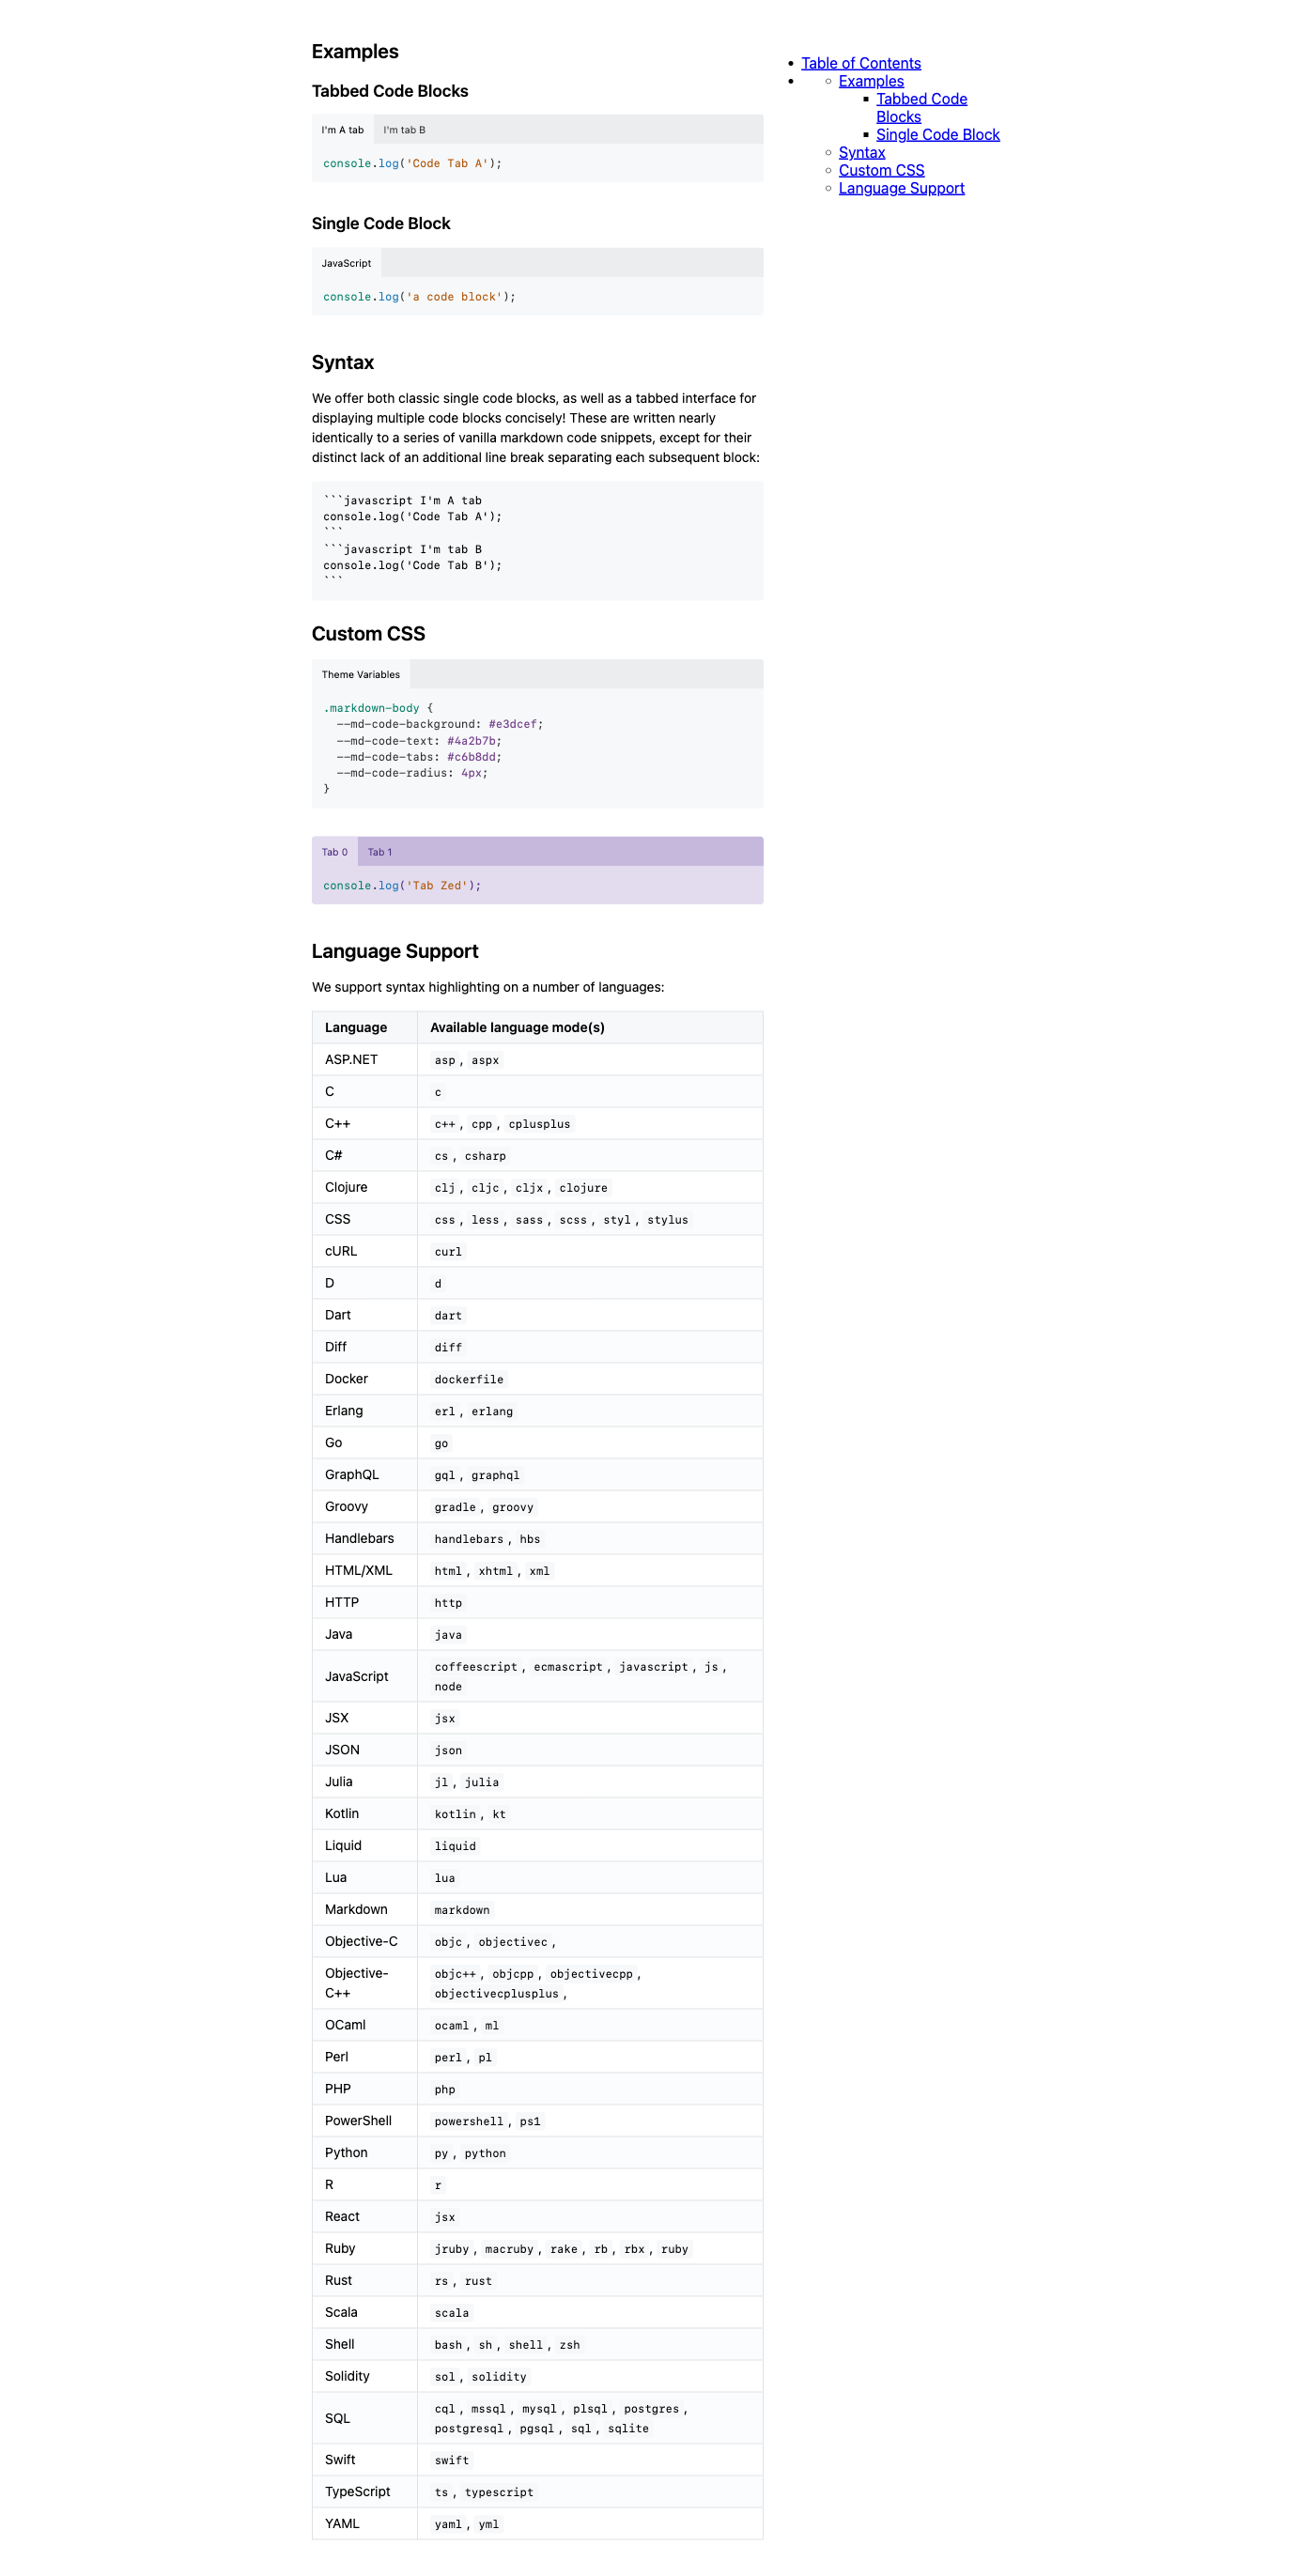 Examples
Tabbed Code Blocks
I'm A tab I'm tab B
console.log('Code Tab A');
Single Code Block
JavaScript
console.log('a code block');
Syntax
We offer both classic single code blocks, as well as a tabbed interface for
displaying multiple code blocks concisely! These are written nearly
identically to a series of vanilla markdown code snippets, except for their
distinct lack of an additional line break separating each subsequent block:
```javascript I'm A tab
console.log('Code Tab A');
```
```javascript I'm tab B
console.log('Code Tab B');
```
Custom CSS
Theme Variables
.markdown-body {
  --md-code-background: #e3dcef;
  --md-code-text: #4a2b7b;
  --md-code-tabs: #c6b8dd;
  --md-code-radius: 4px;
}
Tab 0 Tab 1
console.log('Tab Zed');
Language Support
We support syntax highlighting on a number of languages:
Language Available language mode(s)
ASP.NET asp, aspx
C c
C++ c++, cpp, cplusplus
C# cs, csharp
Clojure clj, cljc, cljx, clojure
CSS css, less, sass, scss, styl, stylus
cURL curl
D d
Dart dart
Diff diff
Docker dockerfile
Erlang erl, erlang
Go go
GraphQL gql, graphql
Groovy gradle, groovy
Handlebars handlebars, hbs
HTML/XML html, xhtml, xml
HTTP http
Java java
JavaScript coffeescript, ecmascript, javascript, js,
node
JSX jsx
JSON json
Julia jl, julia
Kotlin kotlin, kt
Liquid liquid
Lua lua
Markdown markdown
Objective-C objc, objectivec,
Objective- objc++, objcpp, objectivecpp,
C++ objectivecplusplus,
OCaml ocaml, ml
Perl perl, pl
PHP php
PowerShell powershell, ps1
Python py, python
R r
React jsx
Ruby jruby, macruby, rake, rb, rbx, ruby
Rust rs, rust
Scala scala
Shell bash, sh, shell, zsh
Solidity sol, solidity
SQL cql, mssql, mysql, plsql, postgres,
postgresql, pgsql, sql, sqlite
Swift swift
TypeScript ts, typescript
YAML yaml, yml
Table of Contents
Examples
Tabbed Code
Blocks
Single Code Block
Syntax
Custom CSS
Language Support